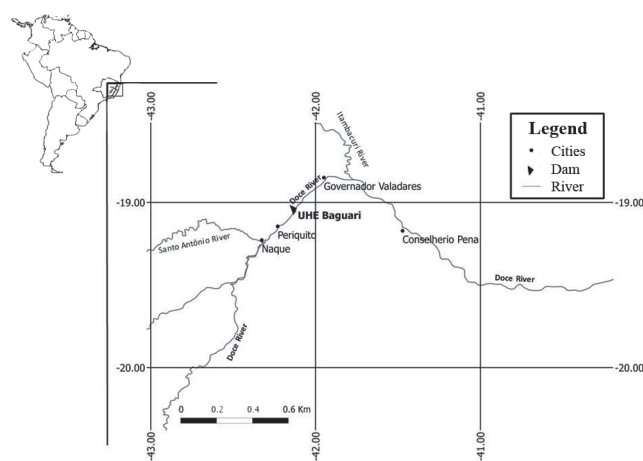 -43.00
-42.00
-41.00
Itambacuri River
Legend
Cities
Dam
River
Doce River
Governador Valadares
-19.00
-19.00
UHE Baguari
Periquito
Santo Antônio River
Naque
Conselherio Pena
Doce River
Doce River
-20.00
-20.00
0 0.2 0.4 0.6 Km
-43.00
-42.00
-41.00